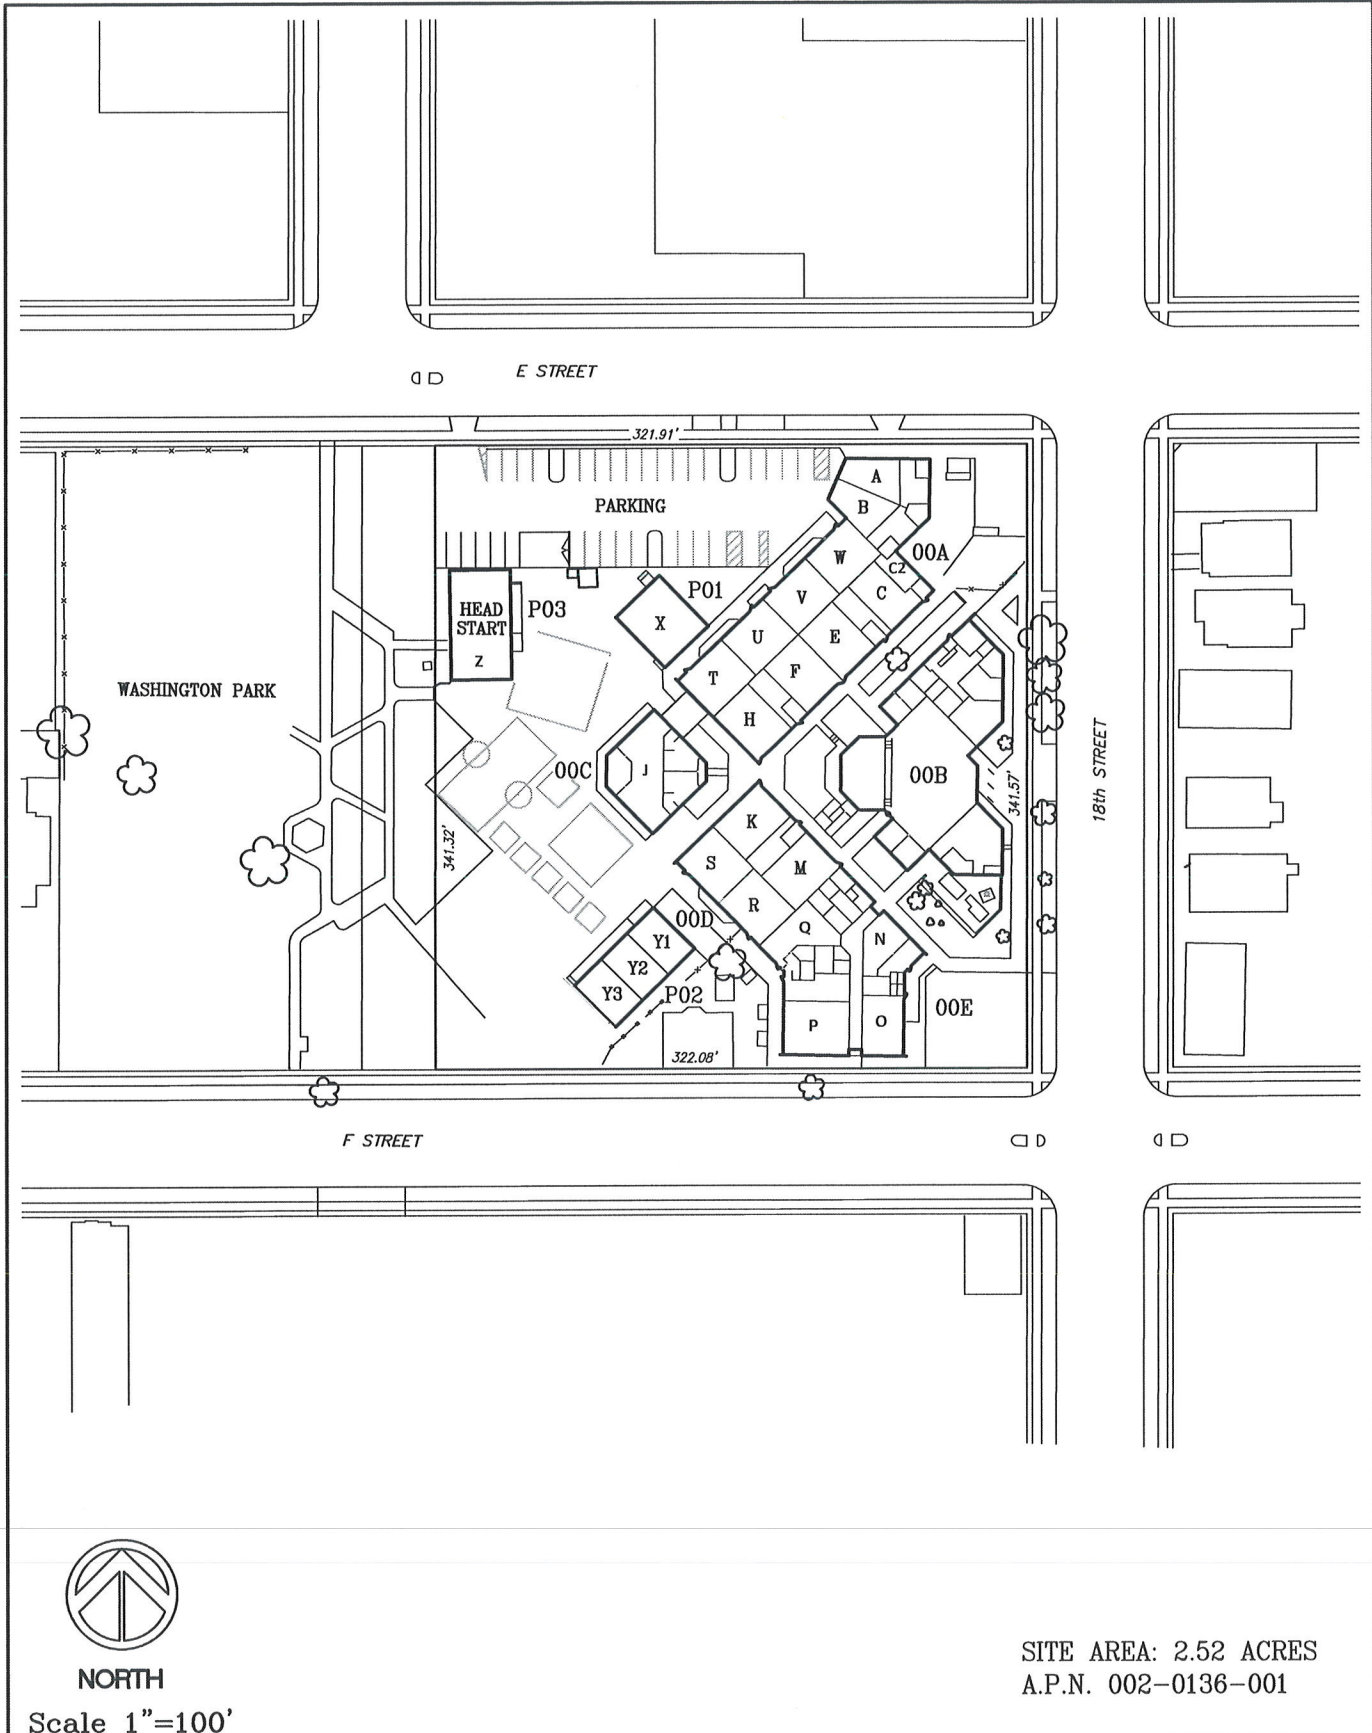 E STREET
321.91'
PARKING
A
B
W
00A
C2
C
V
P01
HEAD
START
P03
X
U
E
Z
T
F
WASHINGTON PARK
H
18th STREET
00C
J
00B
341.57'
K
341.32'
S
M
R
00D
Q
Y1
N
Y2
Y3
P02
00E
P
O
322.08'
F STREET
NORTH
Scale 1"=100'
SITE AREA: 2.52 ACRES
A.P.N. 002-0136-001